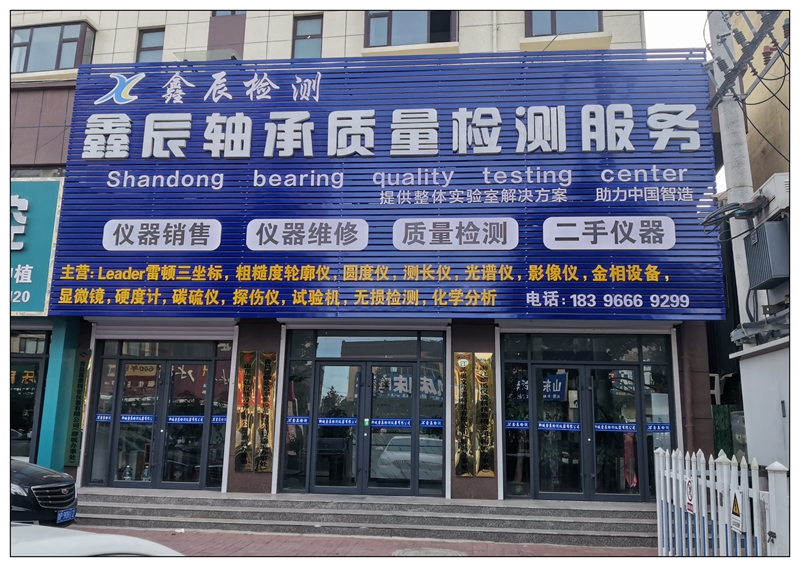 鑫辰检测
鑫辰轴承质量检测服务
Shandong bearing quality testing center
提供整体实验室解决方案 助力中国智造
仪器销售 仪器维修 质量检测 二手仪器
主营：Leader雷顿三坐标，粗糙度轮廓仪，圆度仪，测长仪，光谱仪，影像仪，金相设备，
显微镜，硬度计，碳硫仪，探伤仪，试验机，无损检测，化学分析 电话：183 9666 9299
植
120
山东